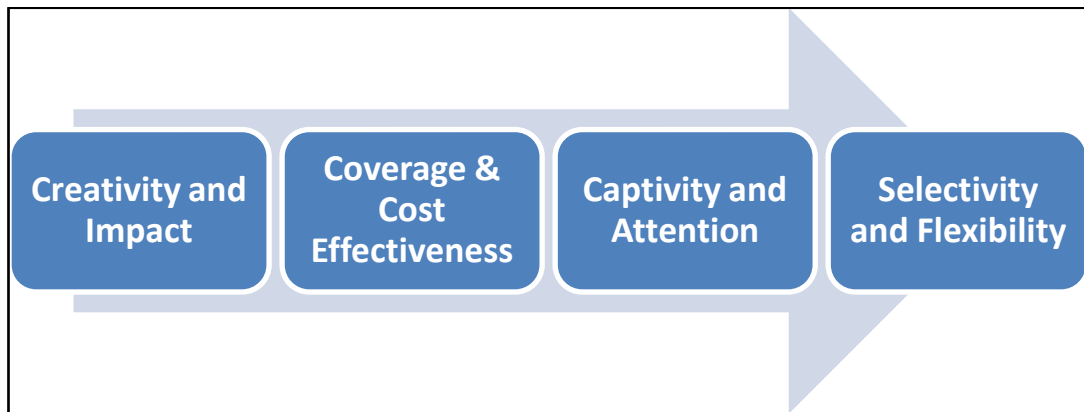 Creativity and
Impact
Coverage &
Cost
Effectiveness
Captivity and
Attention
Selectivity
and Flexibility